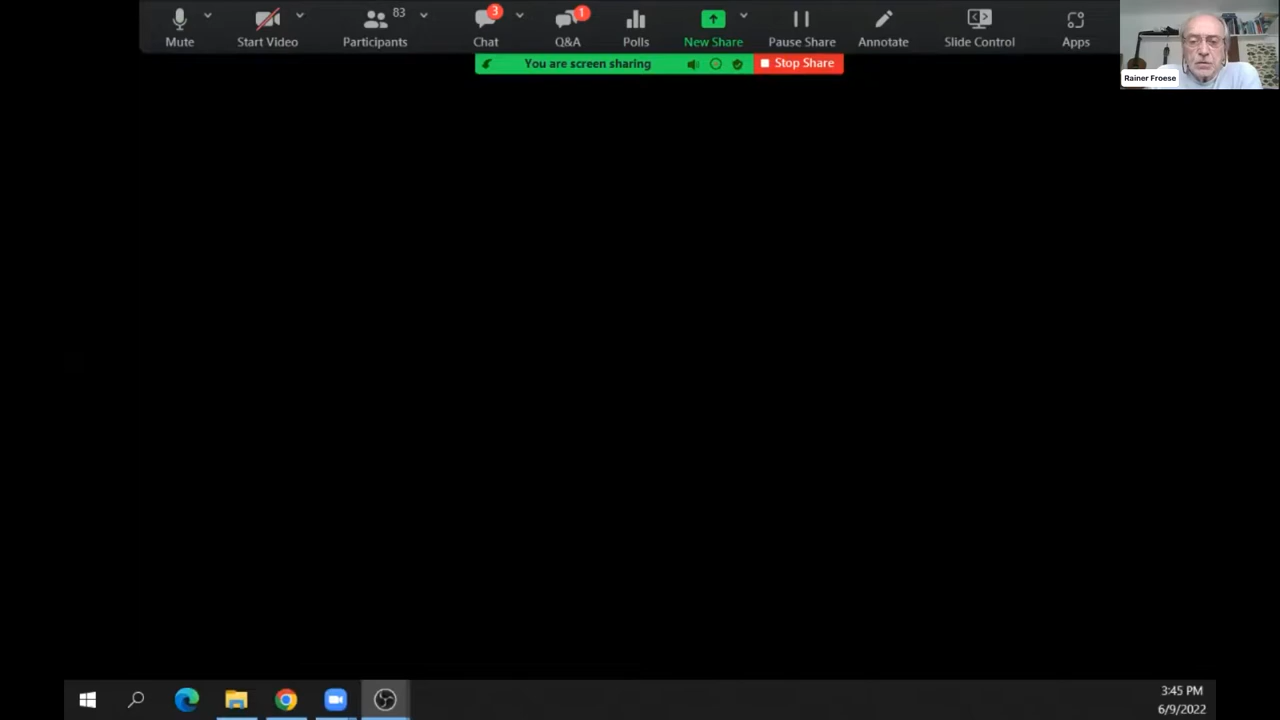 83
3
1
Mute
Start Video
Participants
Chat
Q&A
Polls
New Share
Pause Share
Annotate
Slide Control
Apps
You are screen sharing
Stop Share
Rainer Froese
3:45 PM
6/9/2022